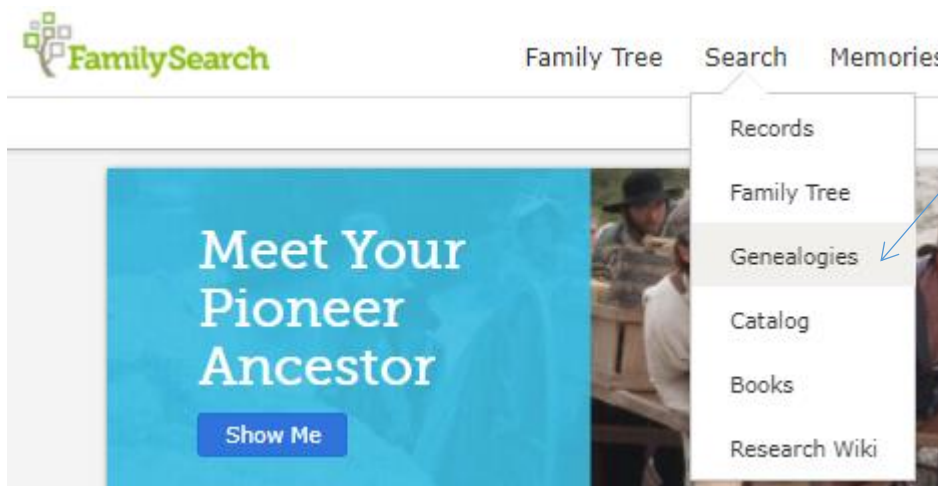 FamilySearch
Family Tree Search Memories
Records
Family Tree
Genealogies
Catalog
Books
Research Wiki
Meet Your
Pioneer
Ancestor
Show Me